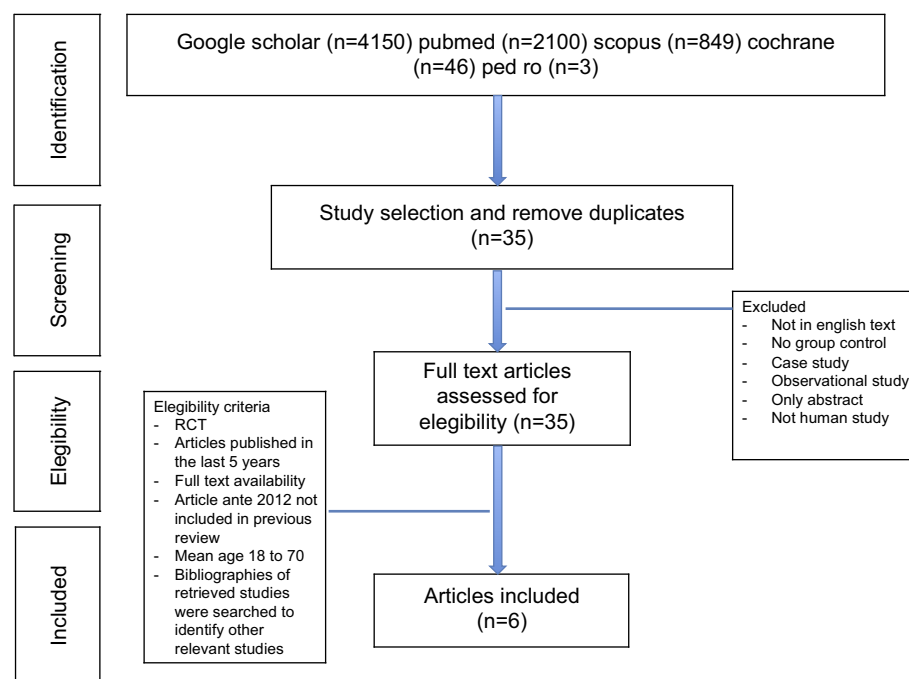 Identification
Google scholar (n=4150) pubmed (n=2100) scopus (n=849) cochrane
(n=46) ped ro (n=3)
Screening
Study selection and remove duplicates
(n=35)
Excluded
- Not in english text
- No group control
- Case study
- Observational study
- Only abstract
- Not human study
Elegibility
Full text articles
assessed for
elegibility (n=35)
Elegibility criteria
- RCT
- Articles published in
the last 5 years
- Full text availability
- Article ante 2012 not
included in previous
review
- Mean age 18 to 70
- Bibliographies of
retrieved studies
were searched to
identify other
relevant studies
Included
Articles included
(n=6)